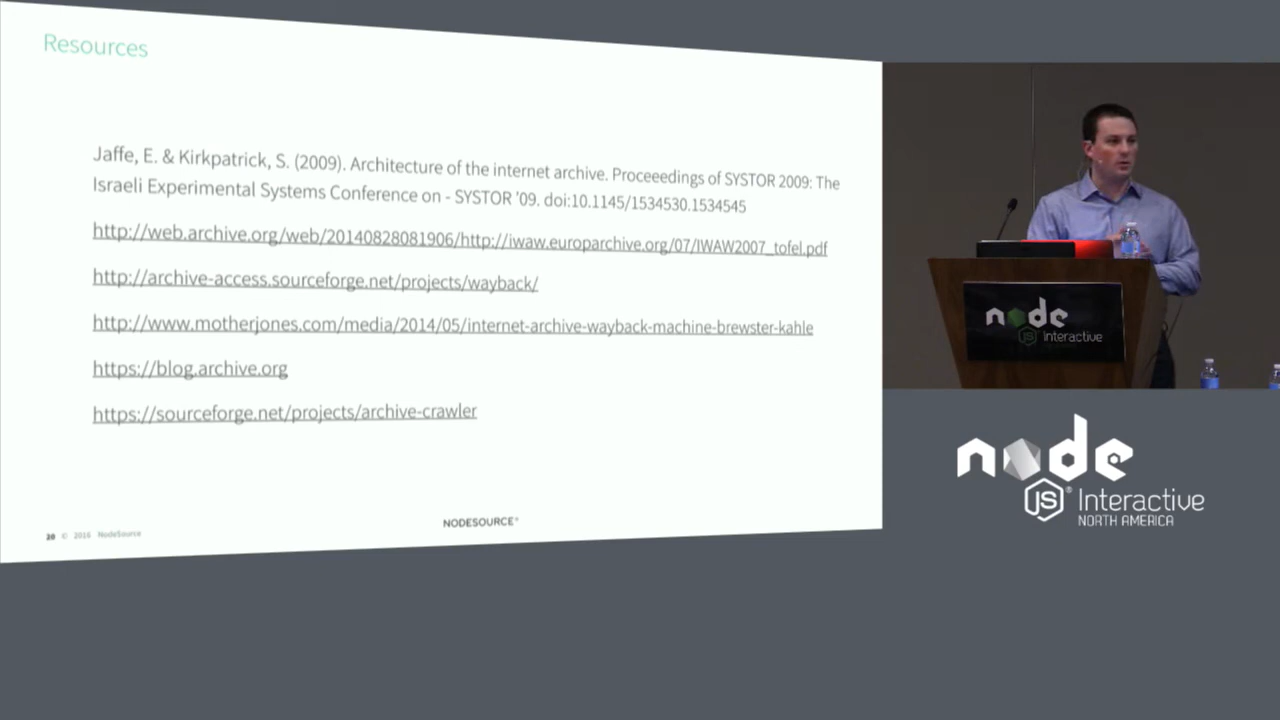 Resources
Jaffe, E. & Kirkpatrick, S. (2009). Architecture of the internet archive. Proceeedings of SYSTOR 2009: The
Israeli Experimental Systems Conference on - SYSTOR '09. doi:10.1145/1534530.1534545
http://web.archive.org/web/20140828081906/http://iwaw.europarchive.org/07/IWAW2007_tofel.pdf
http://archive-access.sourceforge.net/projects/wayback/
http://www.motherjones.com/media/2014/05/internet-archive-wayback-machine-brewster-kahle
https://blog.archive.org
https://sourceforge.net/projects/archive-crawler
20 © 2016 NodeSource
NODESOURCE®
node
JS interactive
node
JS® Interactive
NORTH AMERICA